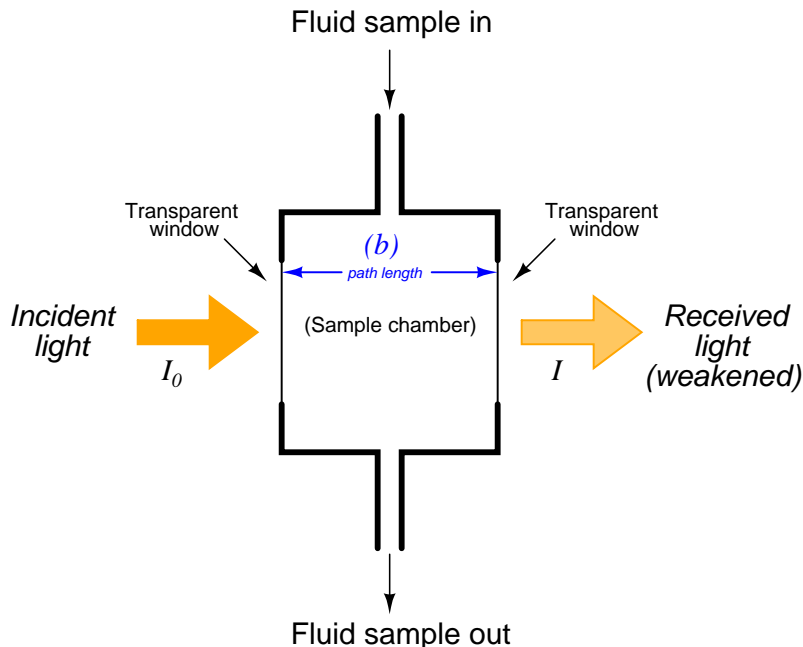 Fluid sample in
Transparent
window
(b)
path length
Transparent
window
Incident
light
I0
(Sample chamber)
I
Received
light
(weakened)
Fluid sample out